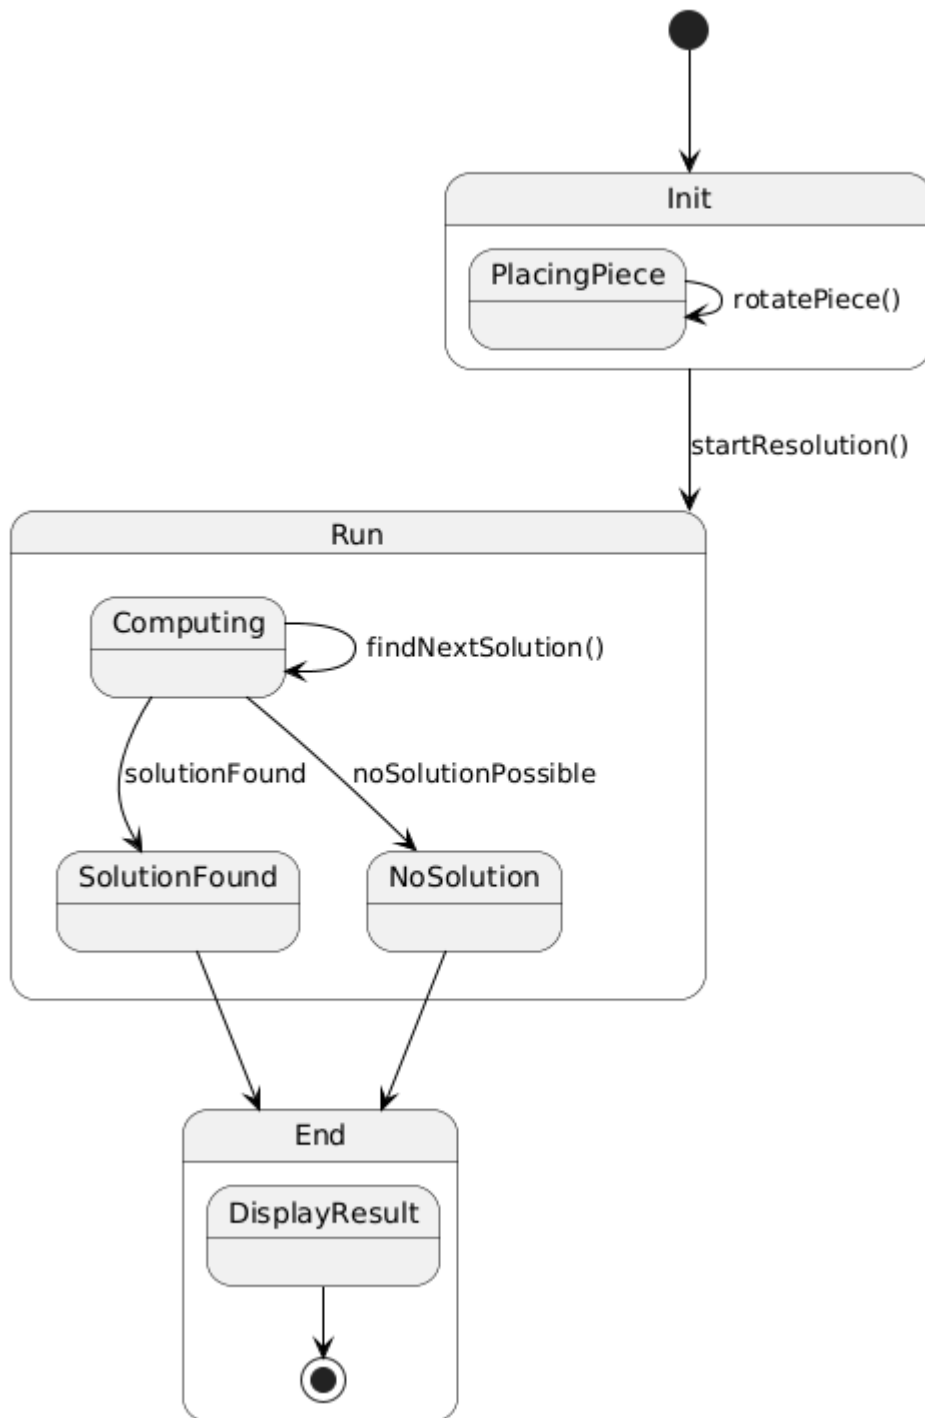 Init
PlacingPiece
rotatePiece()
startResolution()
Run
Computing
findNextSolution()
solutionFound
noSolutionPossible
SolutionFound
NoSolution
End
DisplayResult